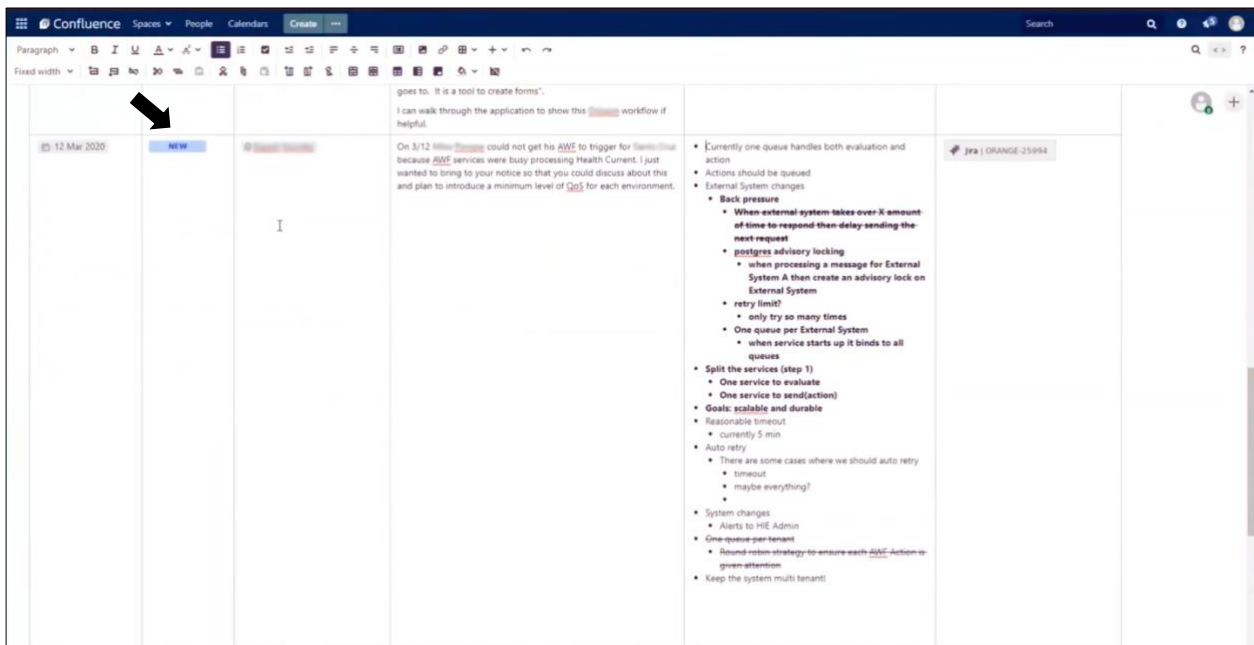 Confluence Spaces People Calendars Create ... Search ?
Paragraph B I U A <> ?
Fixed width
goes to. It is a tool to create forms".
I can walk through the application to show this workflow if
helpful.
12 Mar 2020
NEW
@
On 3/12 could not get his AWF to trigger for
because AWF services were busy processing Health Current. I just
wanted to bring to your notice so that you could discuss about this
and plan to introduce a minimum level of QoS for each environment.
• Currently one queue handles both evaluation and
action
• Actions should be queued
• External System changes
• Back pressure
• When external system takes over X amount
of time to respond then delay sending the
next request
• postgres advisory locking
• when processing a message for External
System A then create an advisory lock on
External System
• retry limit?
• only try so many times
• One queue per External System
• when service starts up it binds to all
queues
• Split the services (step 1)
• One service to evaluate
• One service to send(action)
• Goals: scalable and durable
• Reasonable timeout
• currently 5 min
• Auto retry
• There are some cases where we should auto retry
• timeout
• maybe everything?
•
• System changes
• Alerts to HIE Admin
• One queue per tenant
• Round robin strategy to ensure each AWF Action is
given attention
• Keep the system multi tenant!
Jira | ORANGE-25994